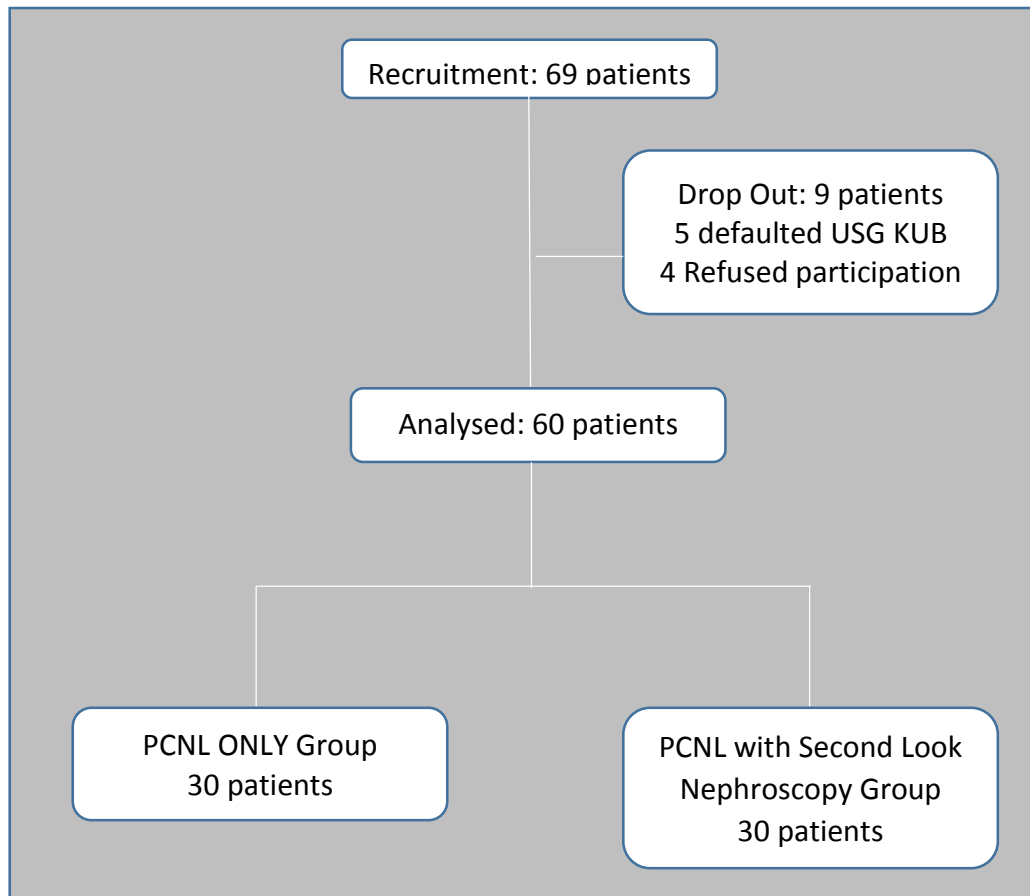 Recruitment: 69 patients
Drop Out: 9 patients
5 defaulted USG KUB
4 Refused participation
Analysed: 60 patients
PCNL ONLY Group
30 patients
PCNL with Second Look
Nephroscopy Group
30 patients